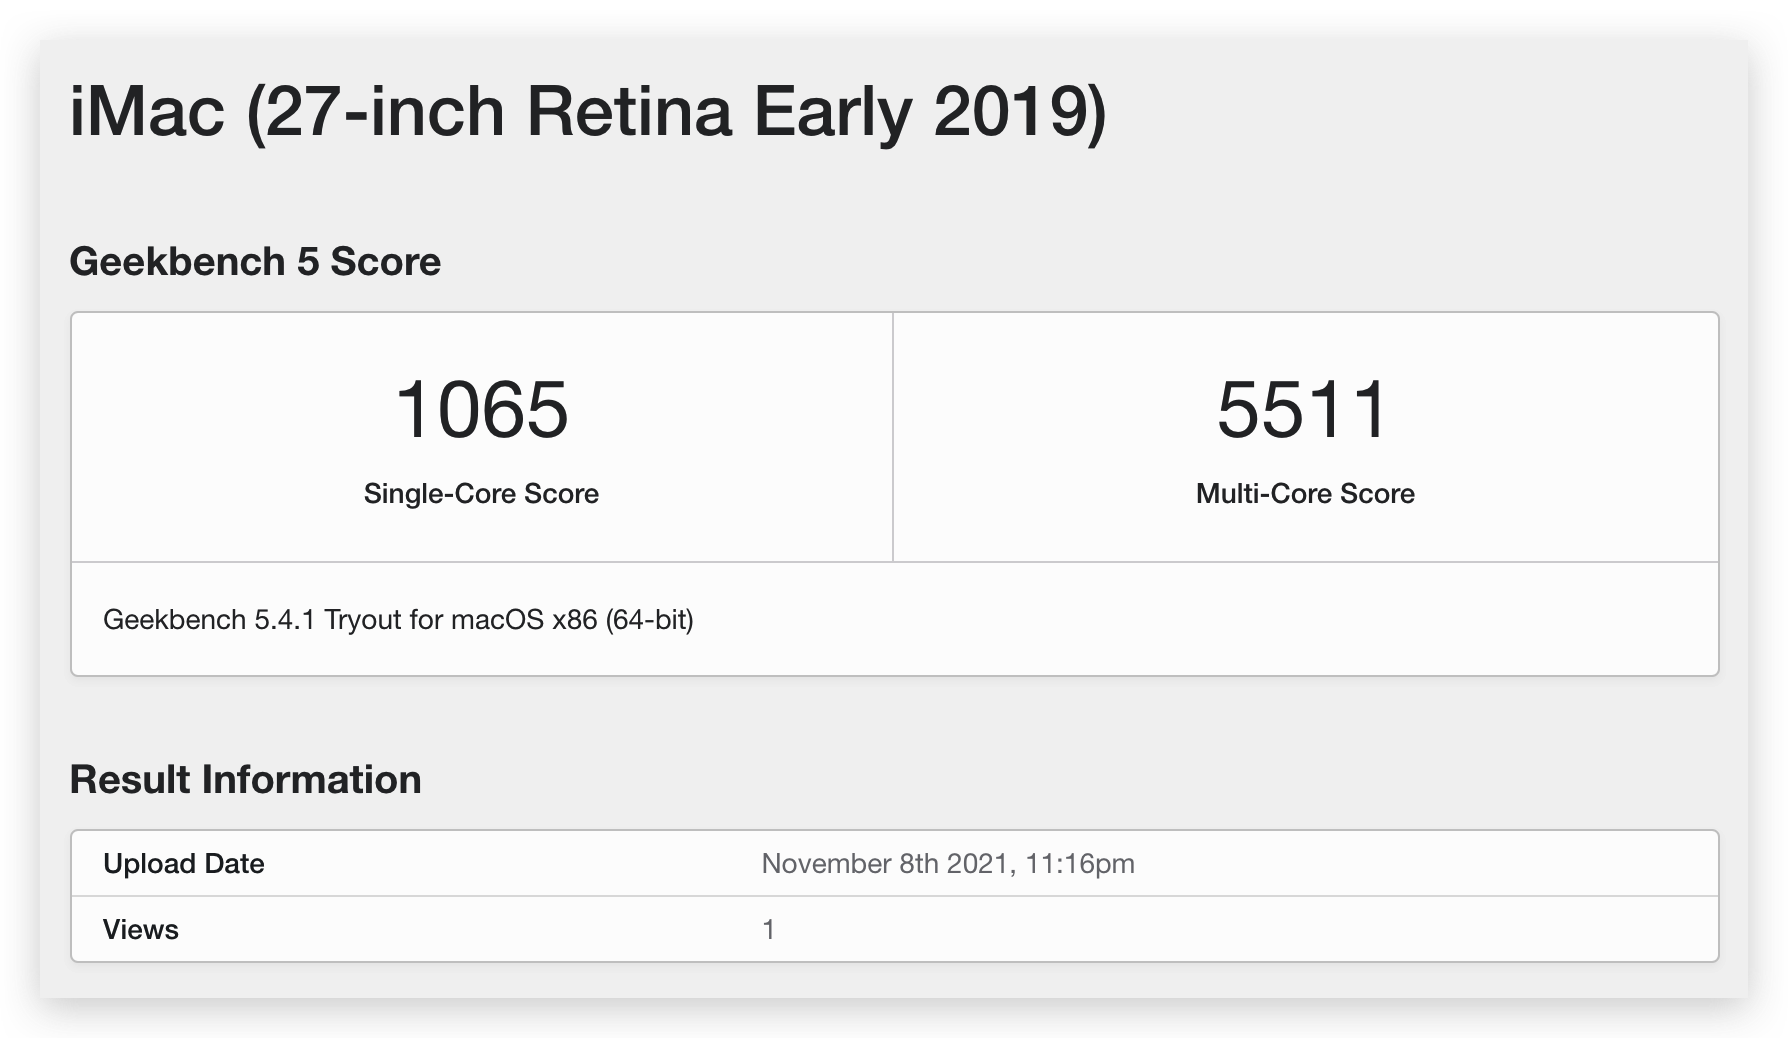 iMac (27-inch Retina Early 2019)
Geekbench 5 Score
1065
Single-Core Score
5511
Multi-Core Score
Geekbench 5.4.1 Tryout for macOS x86 (64-bit)
Result Information
Upload Date November 8th 2021, 11:16pm
Views 1